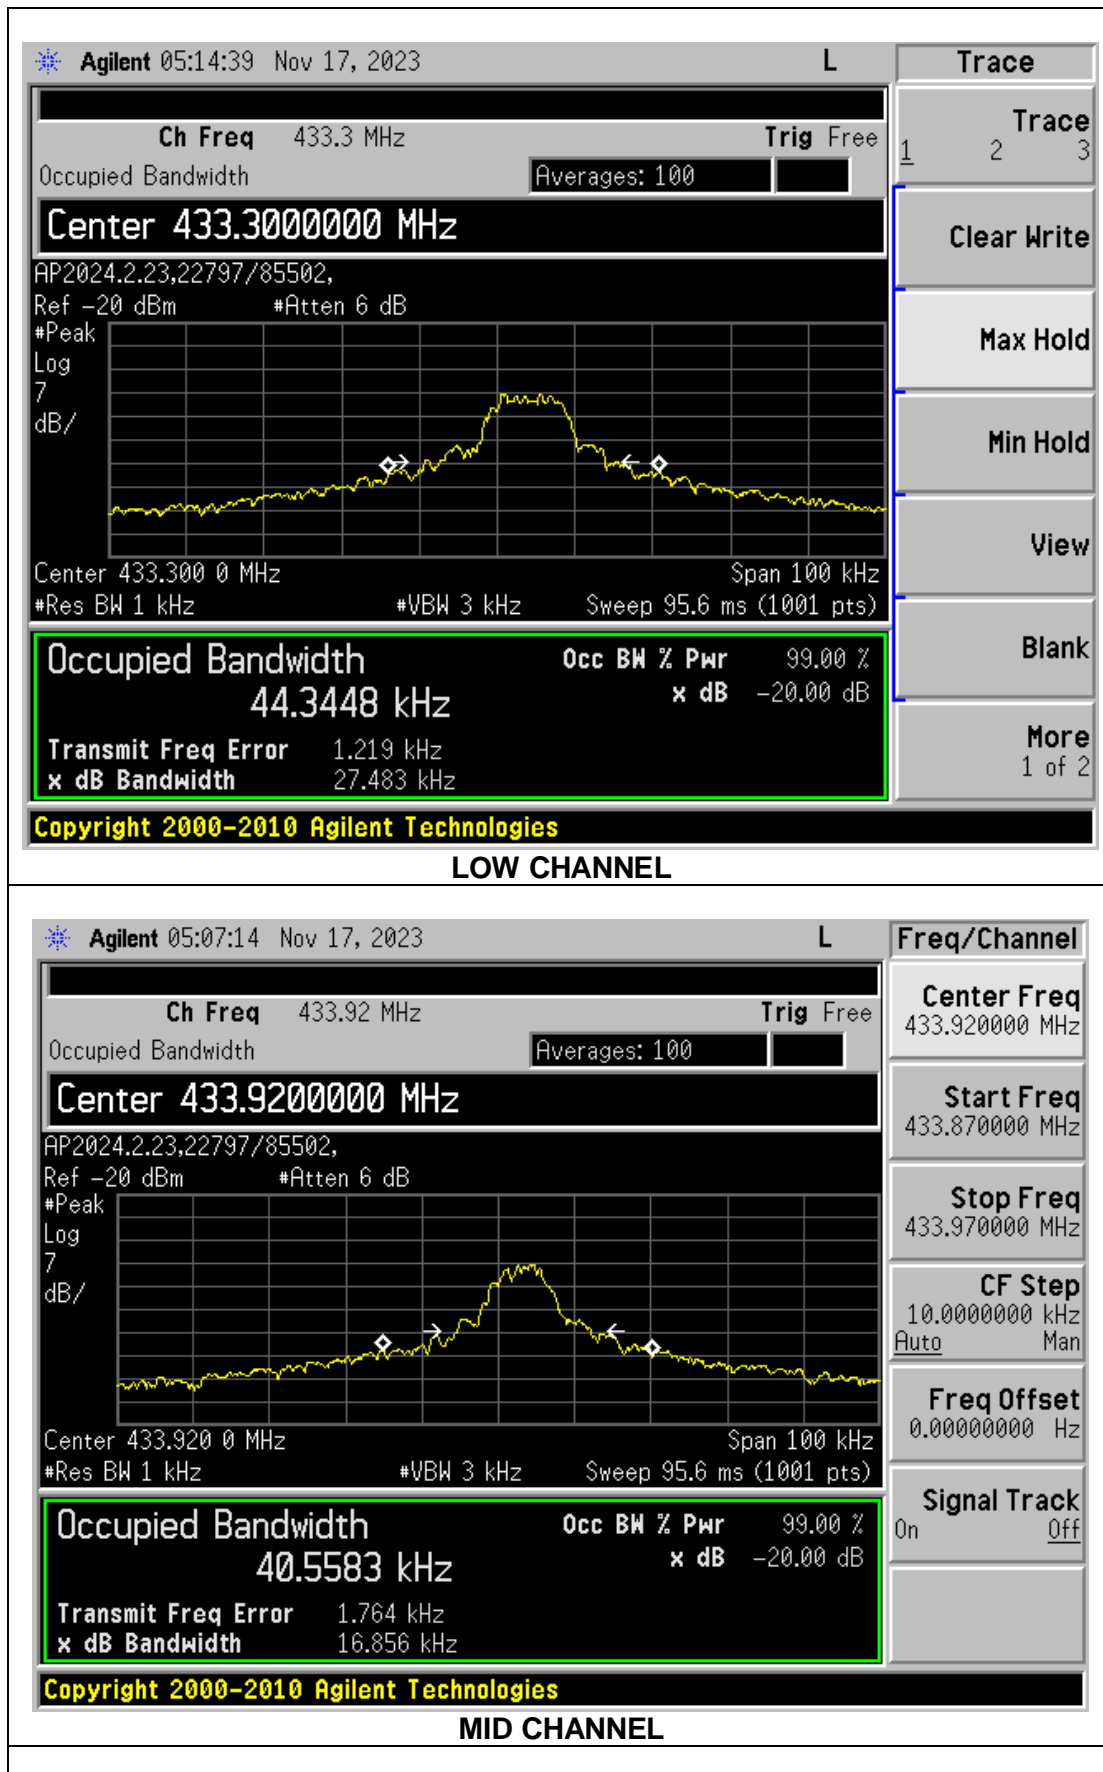 Agilent 05:14:39 Nov 17, 2023 L Trace
Ch Freq 433.3 MHz Trig Free
Occupied Bandwidth Averages: 100
Center 433.3000000 MHz
AP2024.2.23,22797/85502,
Ref -20 dBm #Atten 6 dB
#Peak
Log
7
dB/
Center 433.300 0 MHz Span 100 kHz
#Res BW 1 kHz #VBW 3 kHz Sweep 95.6 ms (1001 pts)
Occupied Bandwidth Occ BW % Pwr 99.00 %
44.3448 kHz x dB -20.00 dB
Transmit Freq Error 1.219 kHz
x dB Bandwidth 27.483 kHz
Copyright 2000-2010 Agilent Technologies
Trace
1 2 3
Clear Write
Max Hold
Min Hold
View
Blank
More
1 of 2
LOW CHANNEL
Agilent 05:07:14 Nov 17, 2023 L Freq/Channel
Ch Freq 433.92 MHz Trig Free
Occupied Bandwidth Averages: 100
Center 433.9200000 MHz
AP2024.2.23,22797/85502,
Ref -20 dBm #Atten 6 dB
#Peak
Log
7
dB/
Center 433.920 0 MHz Span 100 kHz
#Res BW 1 kHz #VBW 3 kHz Sweep 95.6 ms (1001 pts)
Occupied Bandwidth Occ BW % Pwr 99.00 %
40.5583 kHz x dB -20.00 dB
Transmit Freq Error 1.764 kHz
x dB Bandwidth 16.856 kHz
Copyright 2000-2010 Agilent Technologies
Center Freq
433.920000 MHz
Start Freq
433.870000 MHz
Stop Freq
433.970000 MHz
CF Step
10.0000000 kHz
Auto Man
Freq Offset
0.00000000 Hz
Signal Track
On Off
MID CHANNEL